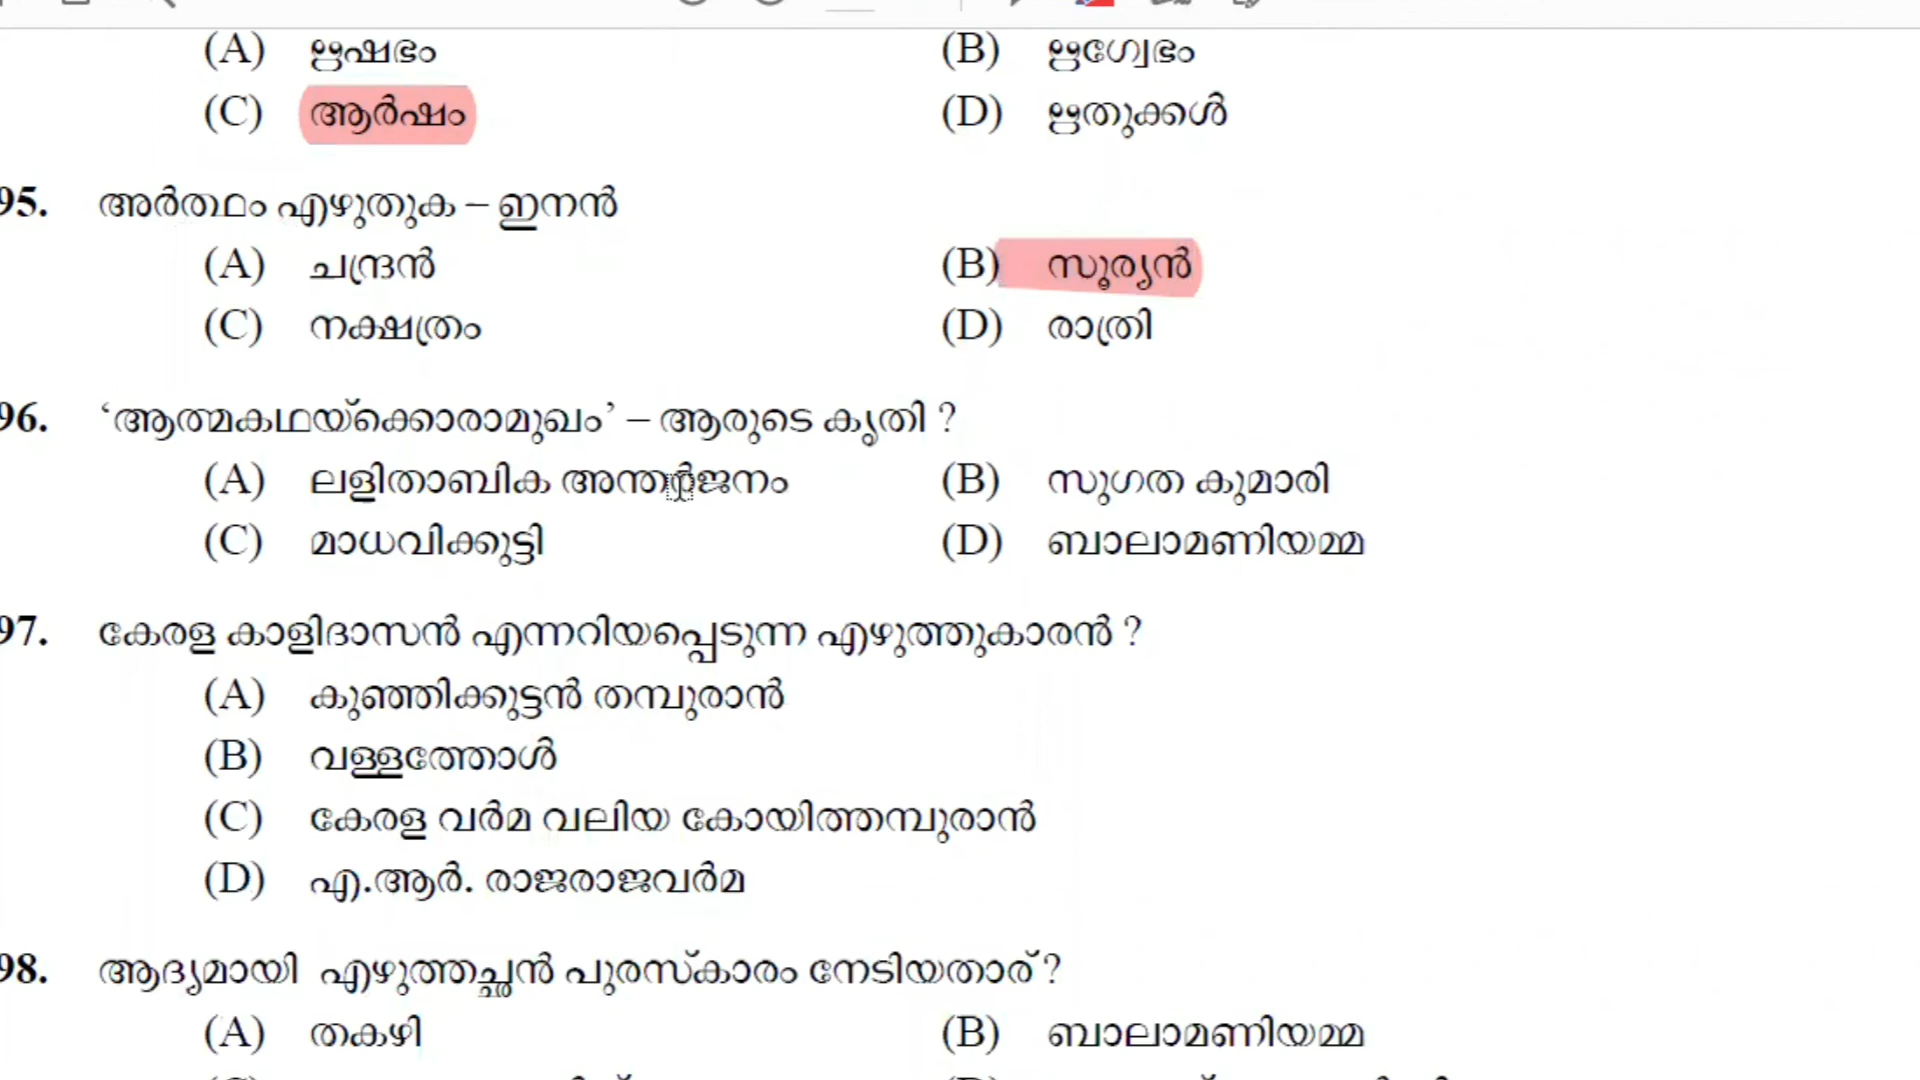 (A) ഋഷഭം (B) ഋഗ്വേഭം
(C) ആർഷം (D) ഋതുക്കൾ
95. അർത്ഥം എഴുതുക – ഇനൻ
(A) ചന്ദ്രൻ (B) സൂര്യൻ
(C) നക്ഷത്രം (D) രാത്രി
96. ‘ആത്മകഥയ്ക്കൊരാമുഖം’ – ആരുടെ കൃതി ?
(A) ലളിതാബിക അന്തർജനം (B) സുഗത കുമാരി
(C) മാധവിക്കുട്ടി (D) ബാലാമണിയമ്മ
97. കേരള കാളിദാസൻ എന്നറിയപ്പെടുന്ന എഴുത്തുകാരൻ ?
(A) കുഞ്ഞിക്കുട്ടൻ തമ്പുരാൻ
(B) വള്ളത്തോൾ
(C) കേരള വർമ വലിയ കോയിത്തമ്പുരാൻ
(D) എ.ആർ. രാജരാജവർമ
98. ആദ്യമായി എഴുത്തച്ഛൻ പുരസ്കാരം നേടിയതാര് ?
(A) തകഴി (B) ബാലാമണിയമ്മ